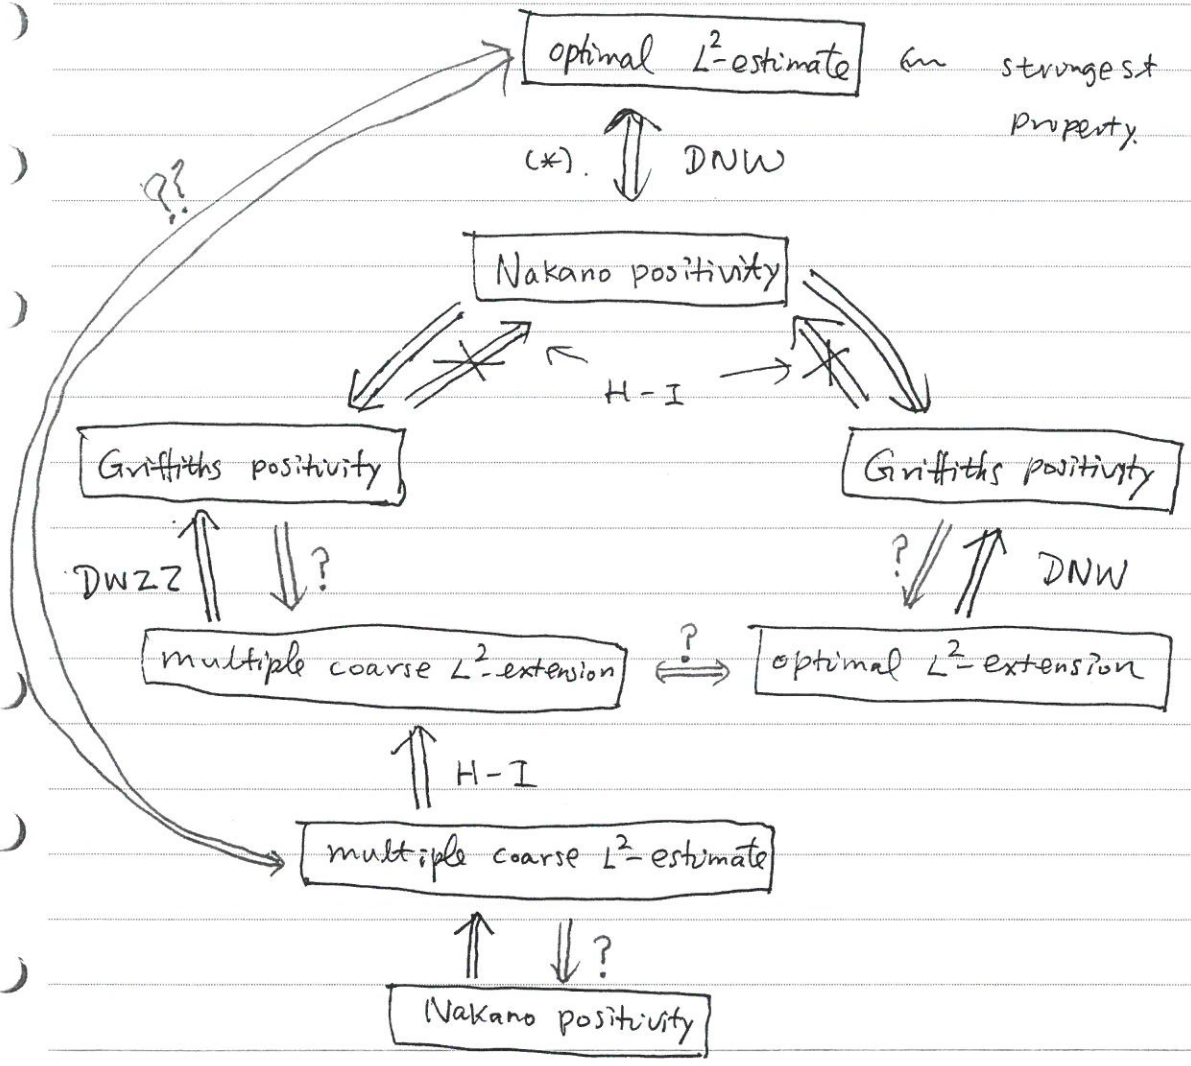 optimal L²-estimate
strongest
property.
(*). DNW
??
Nakano positivity
H-I
Griffiths positivity
Griffiths positivity
DWZZ
?
?
DNW
multiple coarse L²-extension
?
optimal L²-extension
H-I
multiple coarse L²-estimate
?
Nakano positivity